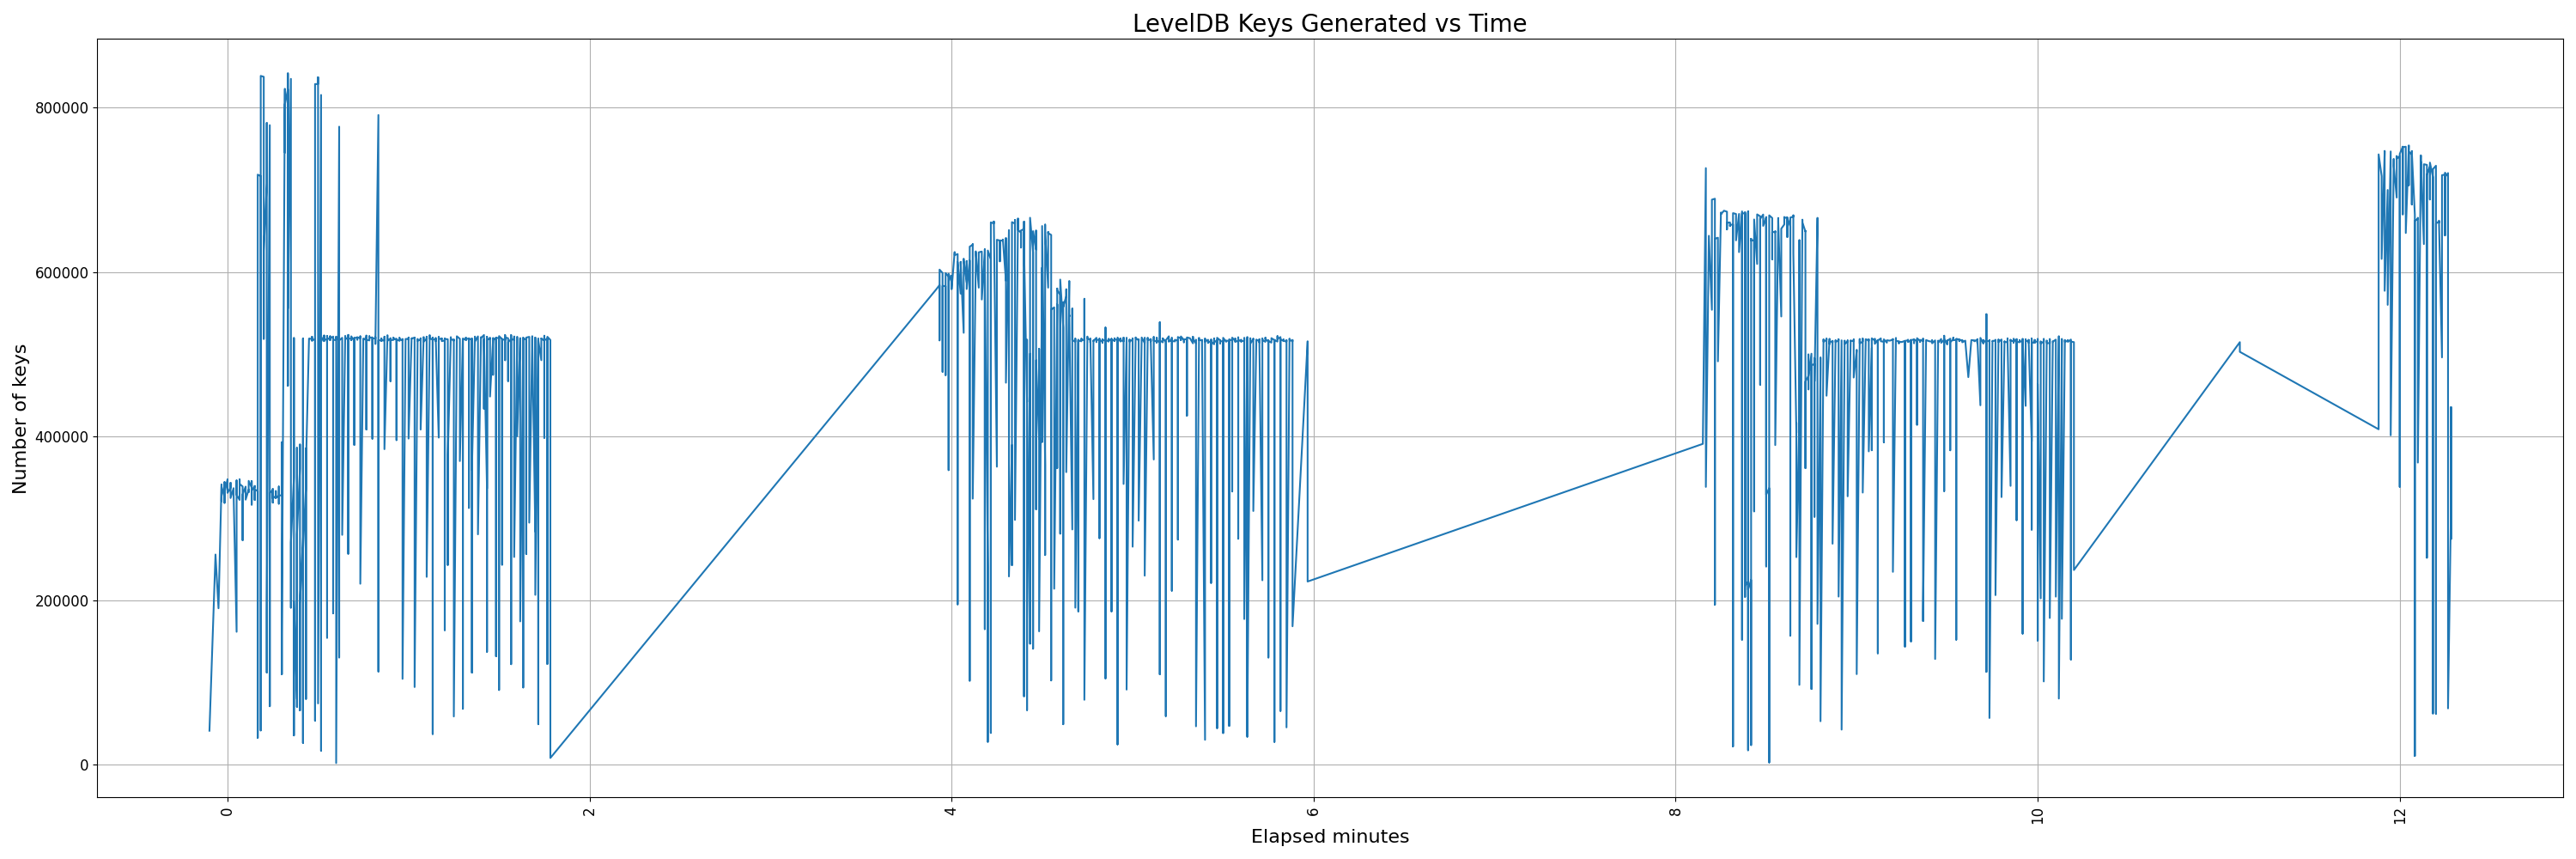 LevelDB Keys Generated vs Time
Number of keys
800000
600000
400000
200000
0
0 2 4 6 8 10 12
Elapsed minutes